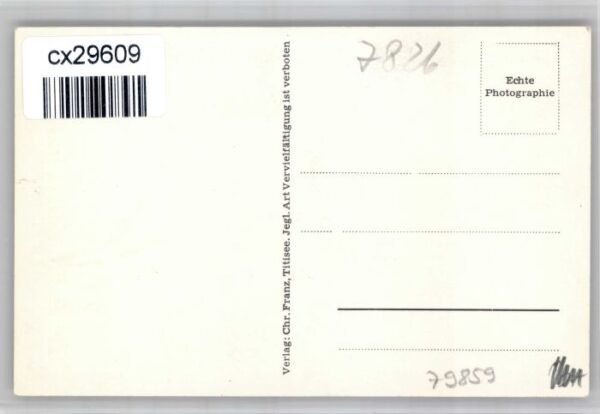 cx29609
7826
Echte
Photographie
Verlag: Chr. Franz, Titisee. Jegl. Art Vervielfältigung ist verboten
79859